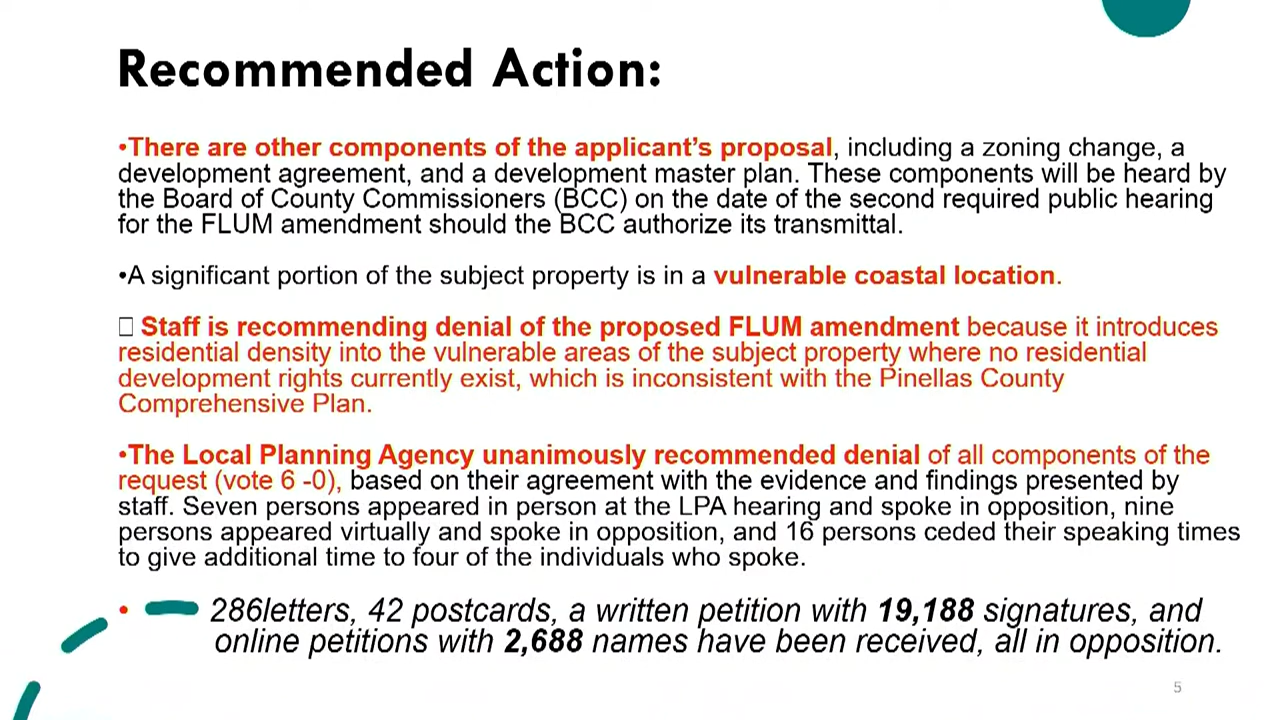 Recommended Action:
•There are other components of the applicant's proposal, including a zoning change, a
development agreement, and a development master plan. These components will be heard by
the Board of County Commissioners (BCC) on the date of the second required public hearing
for the FLUM amendment should the BCC authorize its transmittal.
•A significant portion of the subject property is in a vulnerable coastal location.
□ Staff is recommending denial of the proposed FLUM amendment because it introduces
residential density into the vulnerable areas of the subject property where no residential
development rights currently exist, which is inconsistent with the Pinellas County
Comprehensive Plan.
•The Local Planning Agency unanimously recommended denial of all components of the
request (vote 6 -0), based on their agreement with the evidence and findings presented by
staff. Seven persons appeared in person at the LPA hearing and spoke in opposition, nine
persons appeared virtually and spoke in opposition, and 16 persons ceded their speaking times
to give additional time to four of the individuals who spoke.
• 286letters, 42 postcards, a written petition with 19,188 signatures, and
online petitions with 2,688 names have been received, all in opposition.
5